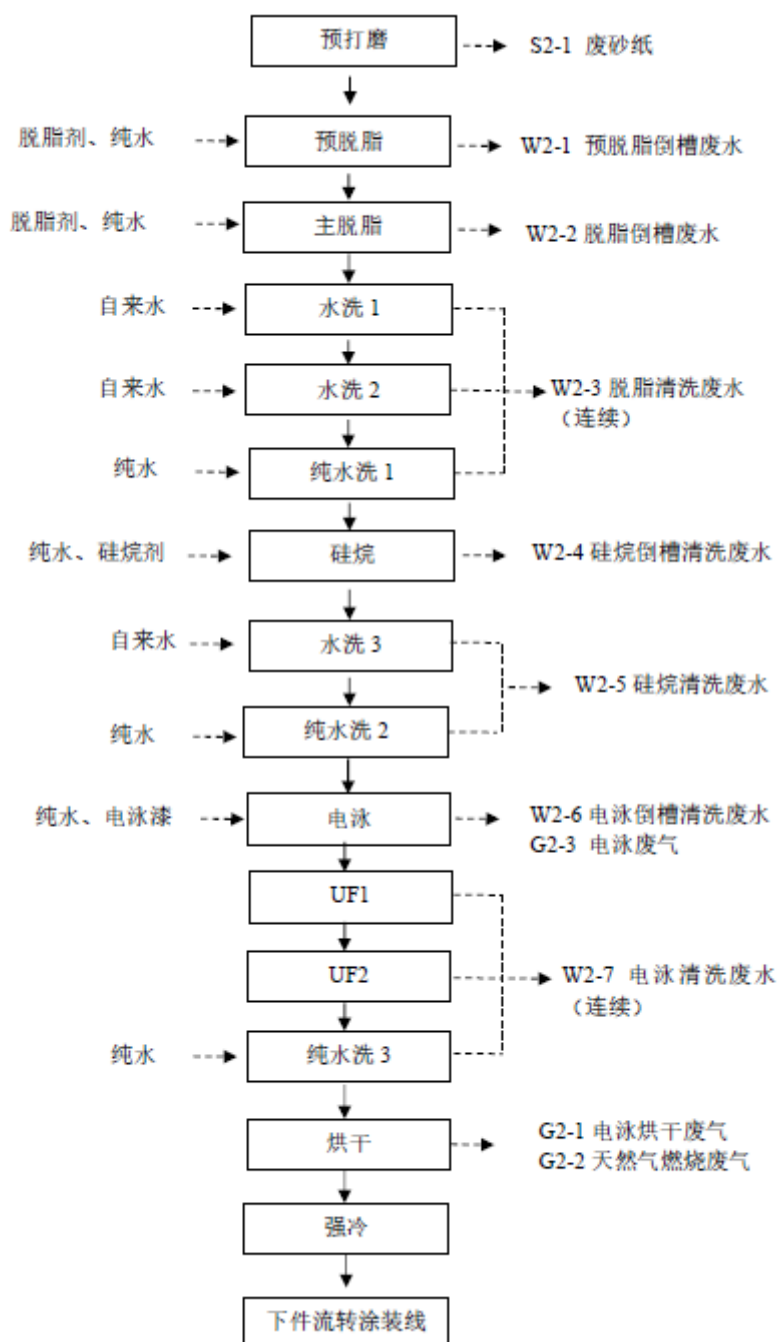 预打磨
S2-1 废砂纸
脱脂剂、纯水
预脱脂
W2-1 预脱脂倒槽废水
脱脂剂、纯水
主脱脂
W2-2 脱脂倒槽废水
自来水
水洗 1
自来水
水洗 2
W2-3 脱脂清洗废水
（连续）
纯水
纯水洗 1
纯水、硅烷剂
硅烷
W2-4 硅烷倒槽清洗废水
自来水
水洗 3
W2-5 硅烷清洗废水
纯水
纯水洗 2
纯水、电泳漆
电泳
W2-6 电泳倒槽清洗废水
G2-3 电泳废气
UF1
UF2
W2-7 电泳清洗废水
（连续）
纯水
纯水洗 3
烘干
G2-1 电泳烘干废气
G2-2 天然气燃烧废气
强冷
下件流转涂装线